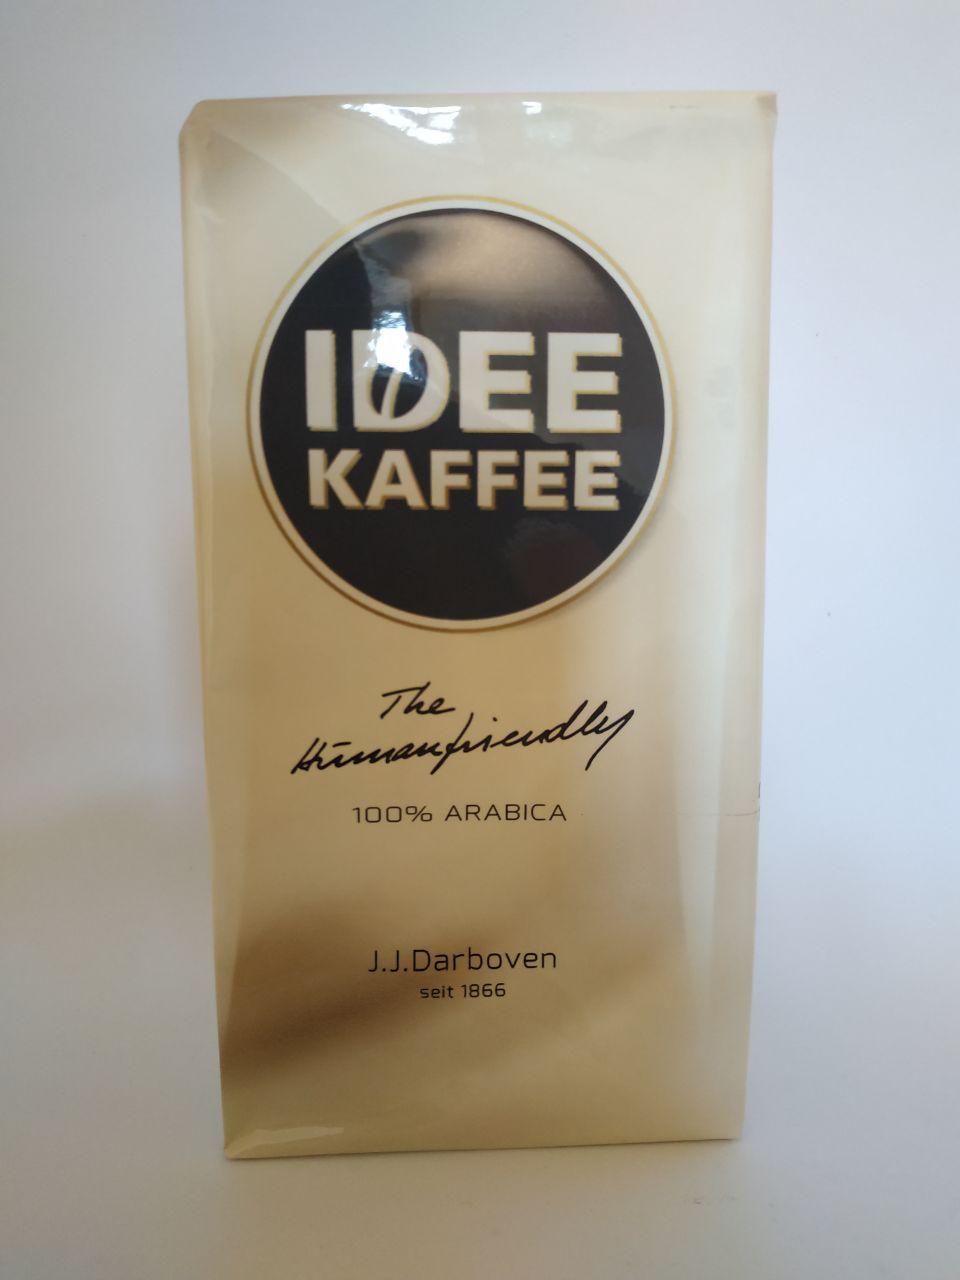 IDEE
KAFFEE
The
Humanfriendly
100% ARABICA
J.J.Darboven
seit 1866